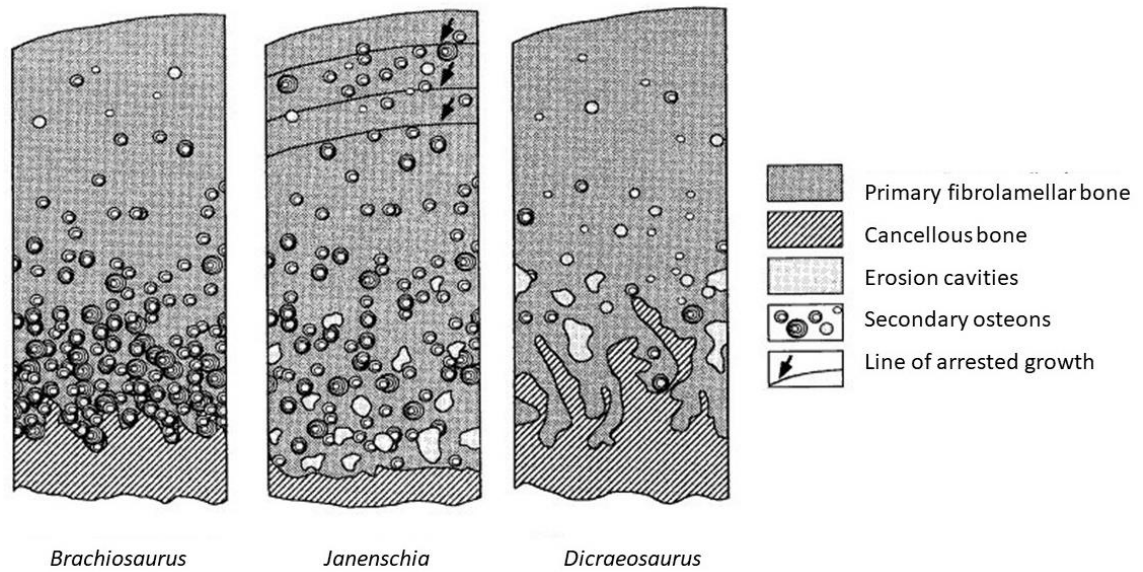 Primary fibrolamellar bone
Cancellous bone
Erosion cavities
Secondary osteons
Line of arrested growth
Brachiosaurus
Janenschia
Dicraeosaurus